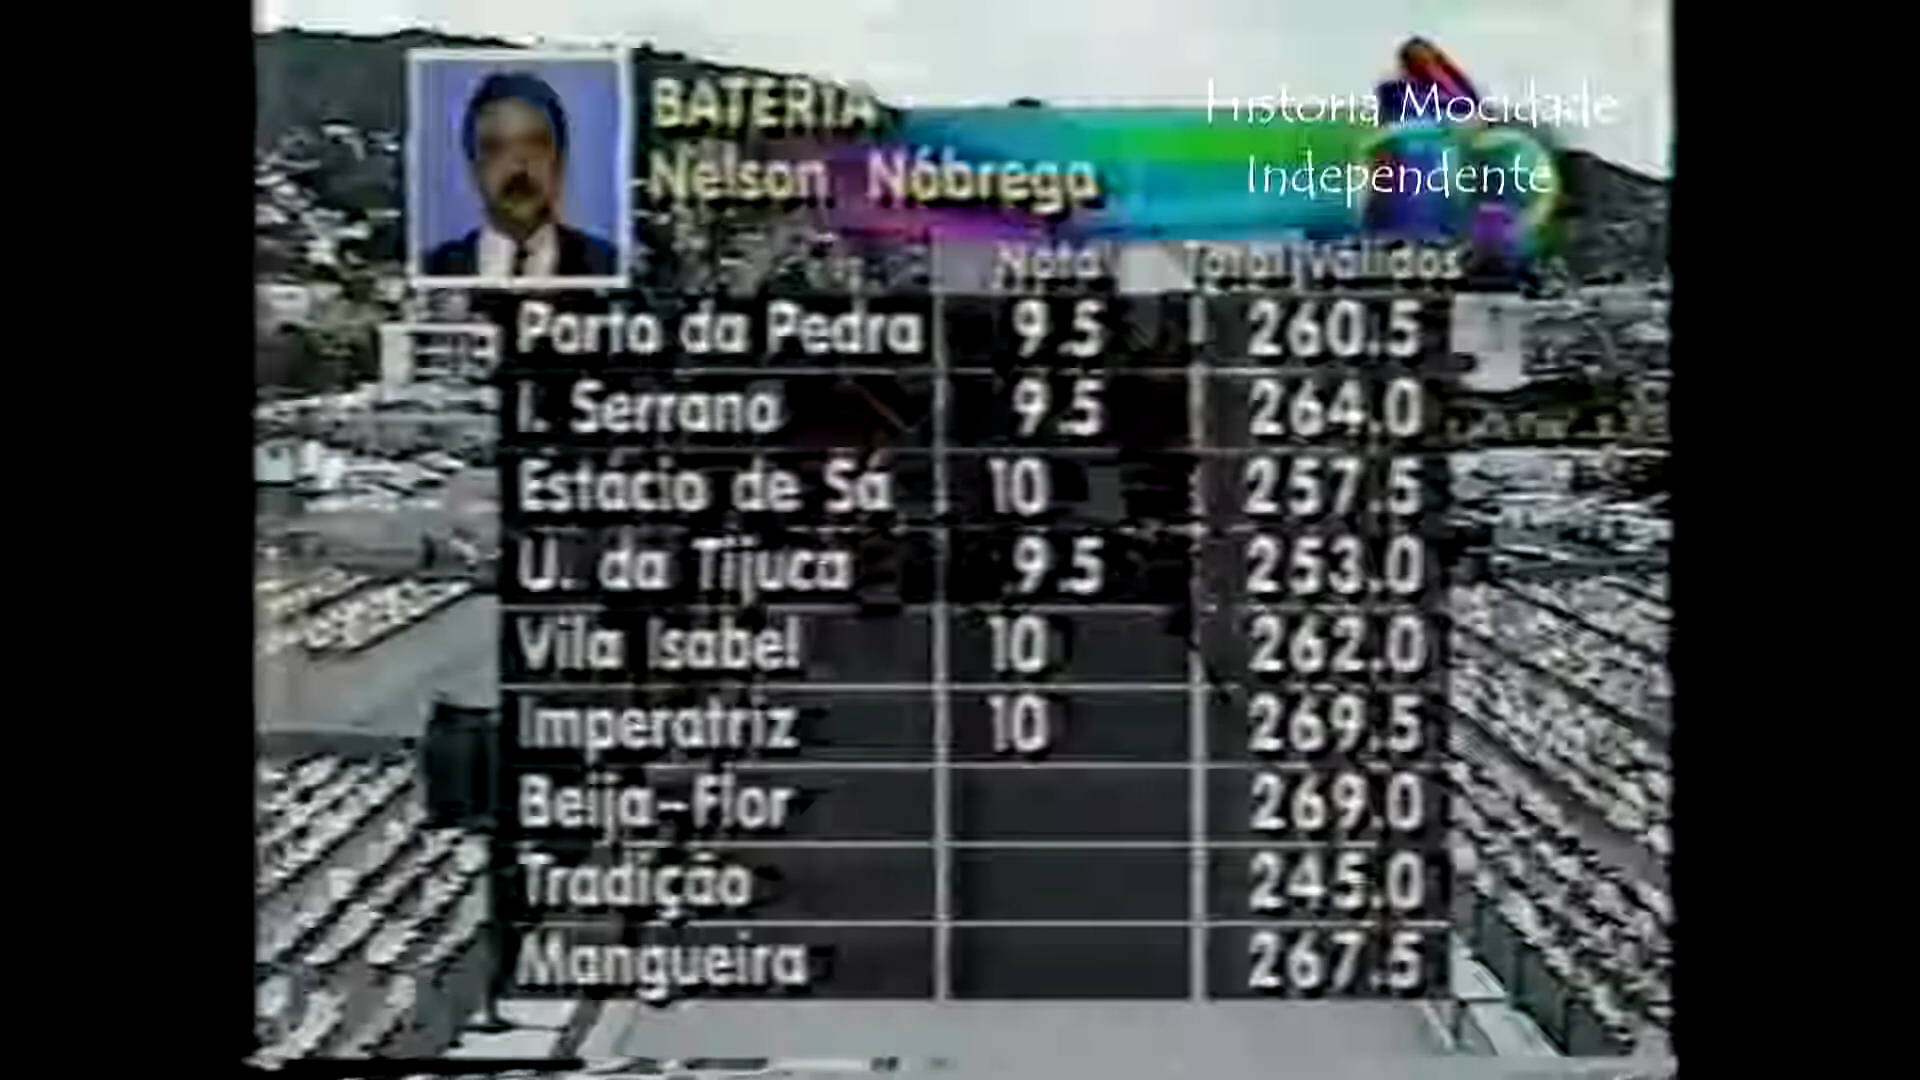 BATERIA
Nelson Nóbrega
Historia Mocidade
Independente
Nota Total Válidos
Porto da Pedra 9.5 260.5
I. Serrano 9.5 264.0
Estácio de Sá 10 257.5
U. da Tijuca 9.5 253.0
Vila Isabel 10 262.0
Imperatriz 10 269.5
Beija-Flor 269.0
Tradição 245.0
Mangueira 267.5